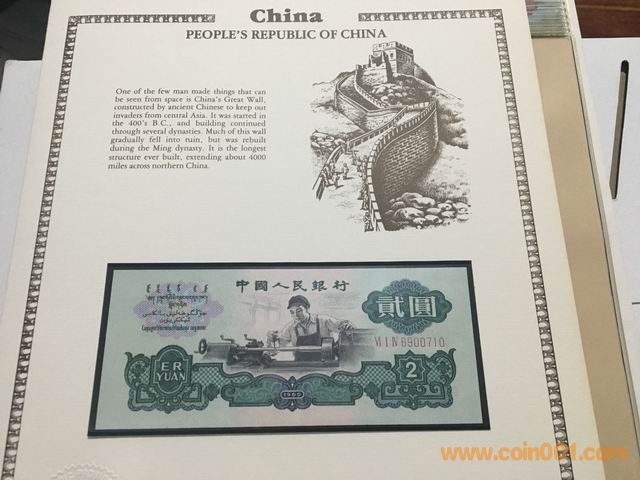 China
PEOPLE'S REPUBLIC OF CHINA
One of the few man made things that can
be seen from space is China's Great Wall,
constructed by ancient Chinese to keep out
invaders from central Asia. It was started in
the 400's B.C., and building continued
through several dynasties. Much of this wall
gradually fell into ruin, but was rebuilt
during the Ming dynasty. It is the longest
structure ever built, extending about 4000
miles across northern China.
中國人民銀行
貳圓
VI I IV 6900710
ER
YUAN
1960
2
www.coin001.com